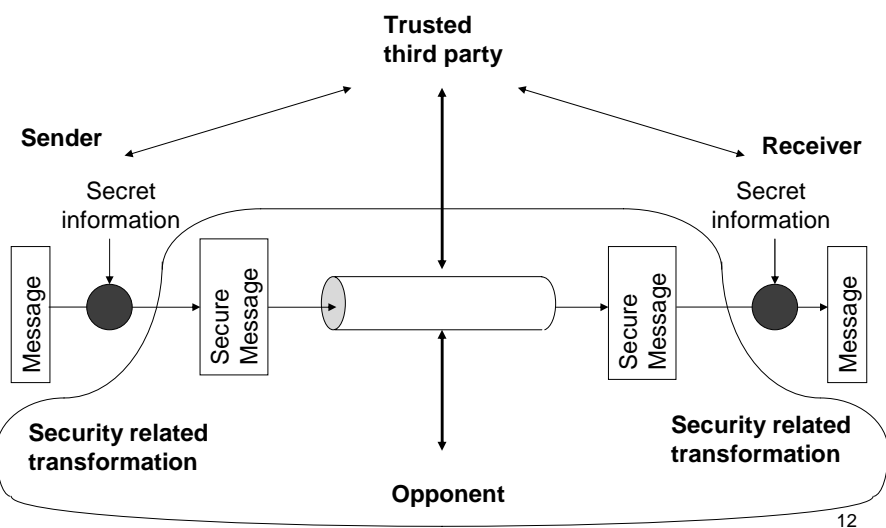 Trusted
third party
Sender
Receiver
Secret
information
Secret
information
Message
Secure
Message
Secure
Message
Message
Security related
transformation
Security related
transformation
Opponent
12